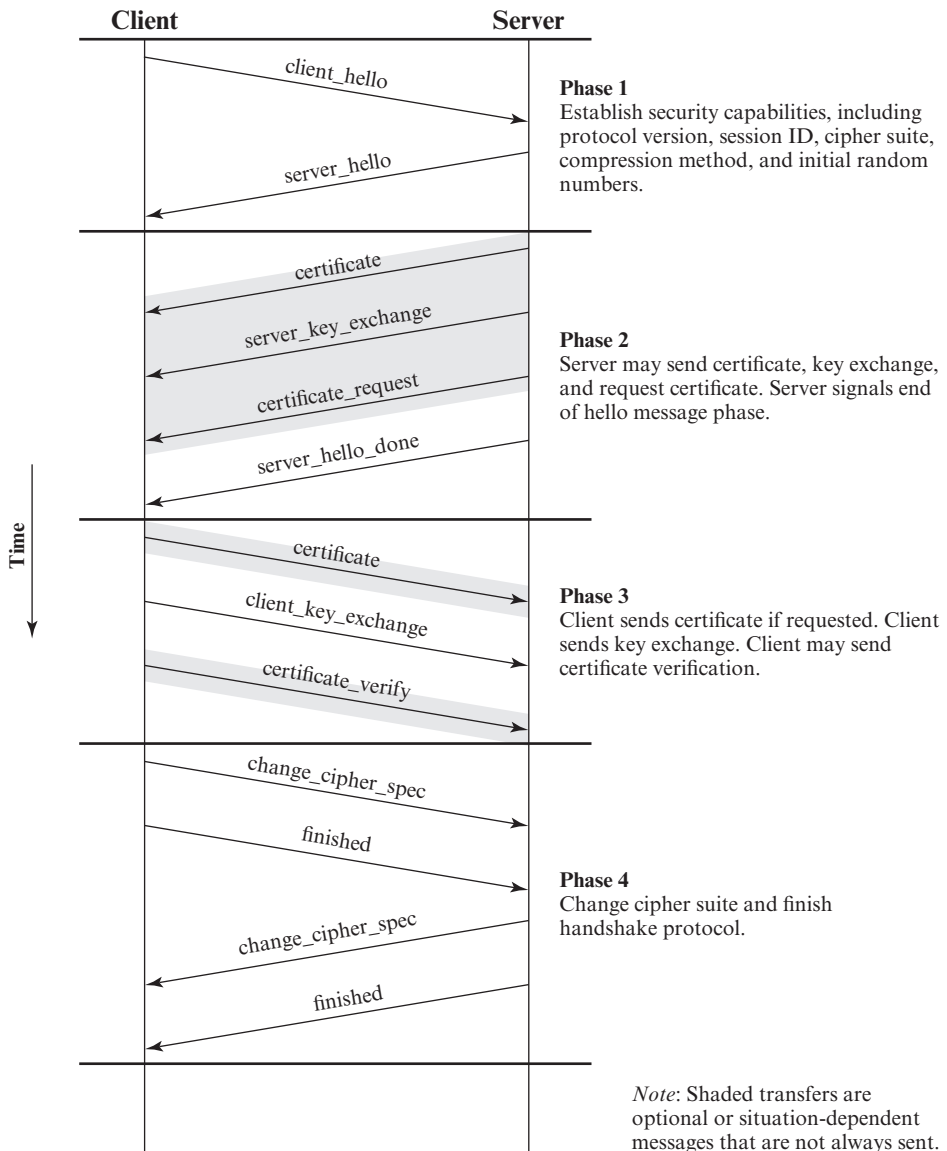 Client
Server
client_hello
server_hello
Phase 1
Establish security capabilities, including
protocol version, session ID, cipher suite,
compression method, and initial random
numbers.
certificate
server_key_exchange
certificate_request
server_hello_done
Phase 2
Server may send certificate, key exchange,
and request certificate. Server signals end
of hello message phase.
Time
certificate
client_key_exchange
certificate_verify
Phase 3
Client sends certificate if requested. Client
sends key exchange. Client may send
certificate verification.
change_cipher_spec
finished
change_cipher_spec
finished
Phase 4
Change cipher suite and finish
handshake protocol.
Note: Shaded transfers are
optional or situation-dependent
messages that are not always sent.